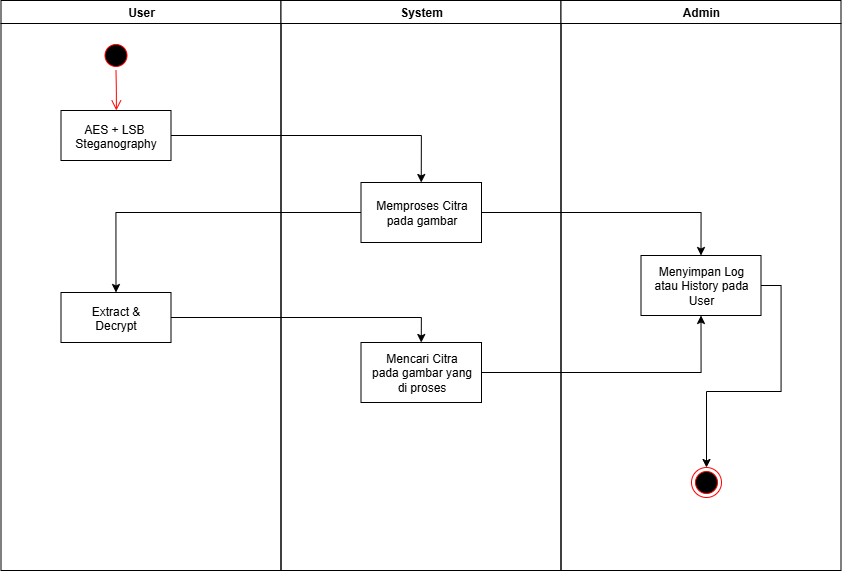 User
System
Admin
AES + LSB
Steganography
Memproses Citra
pada gambar
Menyimpan Log
atau History pada
User
Extract &
Decrypt
Mencari Citra
pada gambar yang
di proses